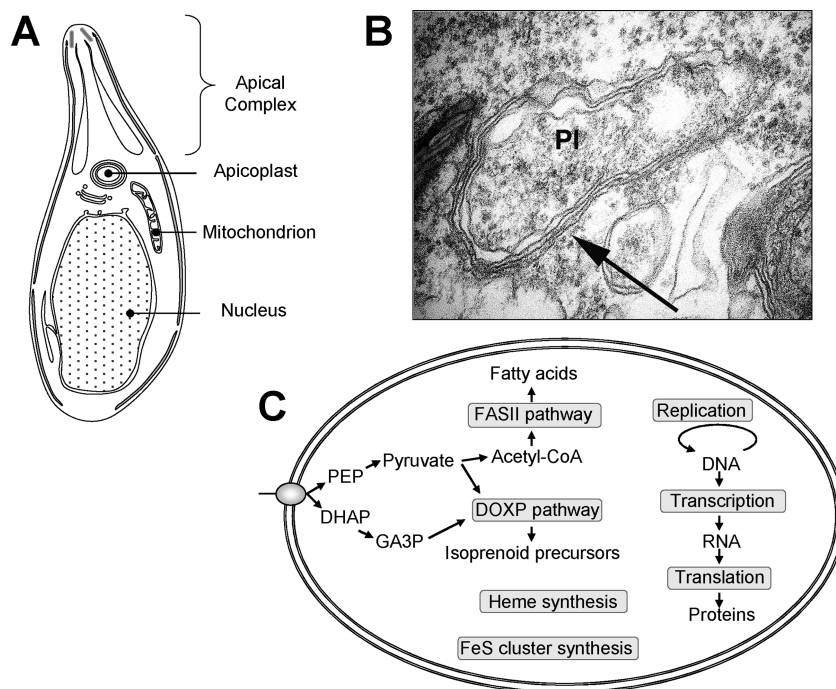 A
Apical
Complex
Apicoplast
Mitochondrion
Nucleus
B
Pl
C
Fatty acids
FASII pathway
Acetyl-CoA
Pyruvate
PEP
DHAP
GA3P
DOXP pathway
Isoprenoid precursors
Heme synthesis
FeS cluster synthesis
Replication
DNA
Transcription
RNA
Translation
Proteins